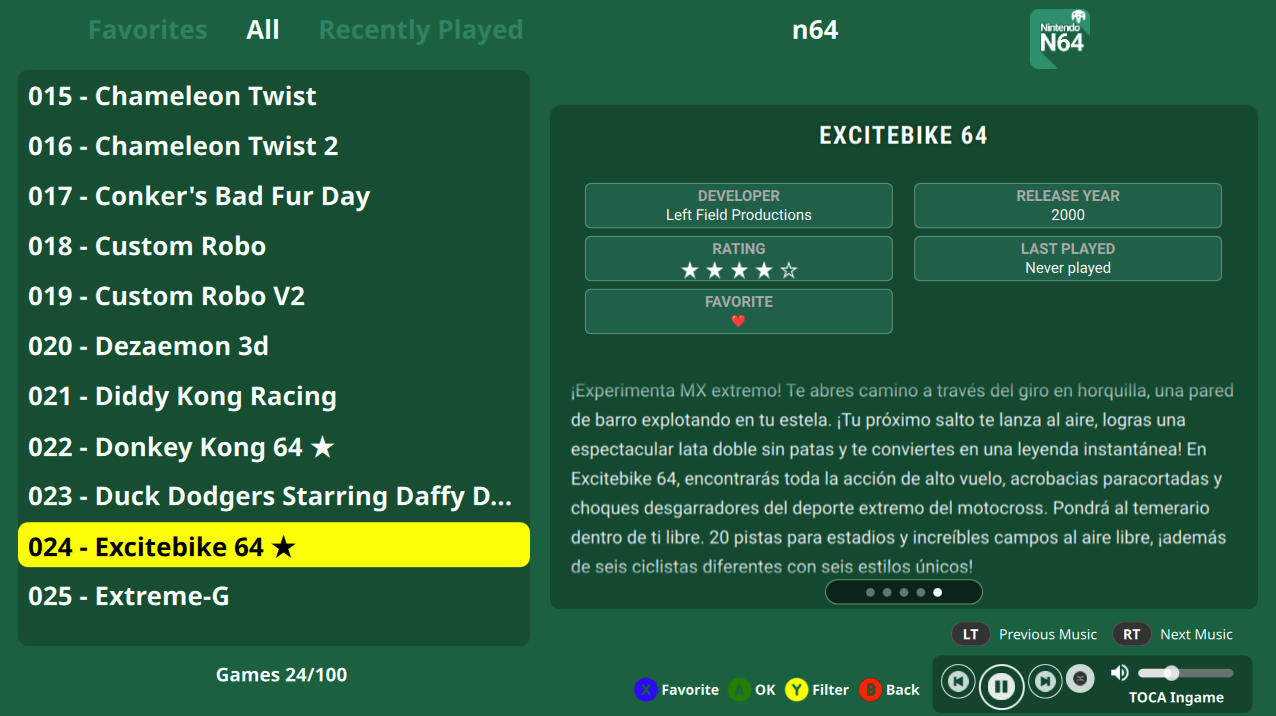 Favorites All Recently Played
n64
Nintendo
N64
015 - Chameleon Twist
016 - Chameleon Twist 2
017 - Conker's Bad Fur Day
018 - Custom Robo
019 - Custom Robo V2
020 - Dezaemon 3d
021 - Diddy Kong Racing
022 - Donkey Kong 64 ★
023 - Duck Dodgers Starring Daffy D...
024 - Excitebike 64 ★
025 - Extreme-G
Games 24/100
EXCITEBIKE 64
DEVELOPER
Left Field Productions
RELEASE YEAR
2000
RATING
★ ★ ★ ★ ☆
LAST PLAYED
Never played
FAVORITE
❤️
¡Experimenta MX extremo! Te abres camino a través del giro en horquilla, una pared
de barro explotando en tu estela. ¡Tu próximo salto te lanza al aire, logras una
espectacular lata doble sin patas y te conviertes en una leyenda instantánea! En
Excitebike 64, encontrarás toda la acción de alto vuelo, acrobacias paracortadas y
choques desgarradores del deporte extremo del motocross. Pondrá al temerario
dentro de ti libre. 20 pistas para estadios y increíbles campos al aire libre, ¡además
de seis ciclistas diferentes con seis estilos únicos!
LT Previous Music RT Next Music
X Favorite A OK Y Filter B Back
TOCA Ingame